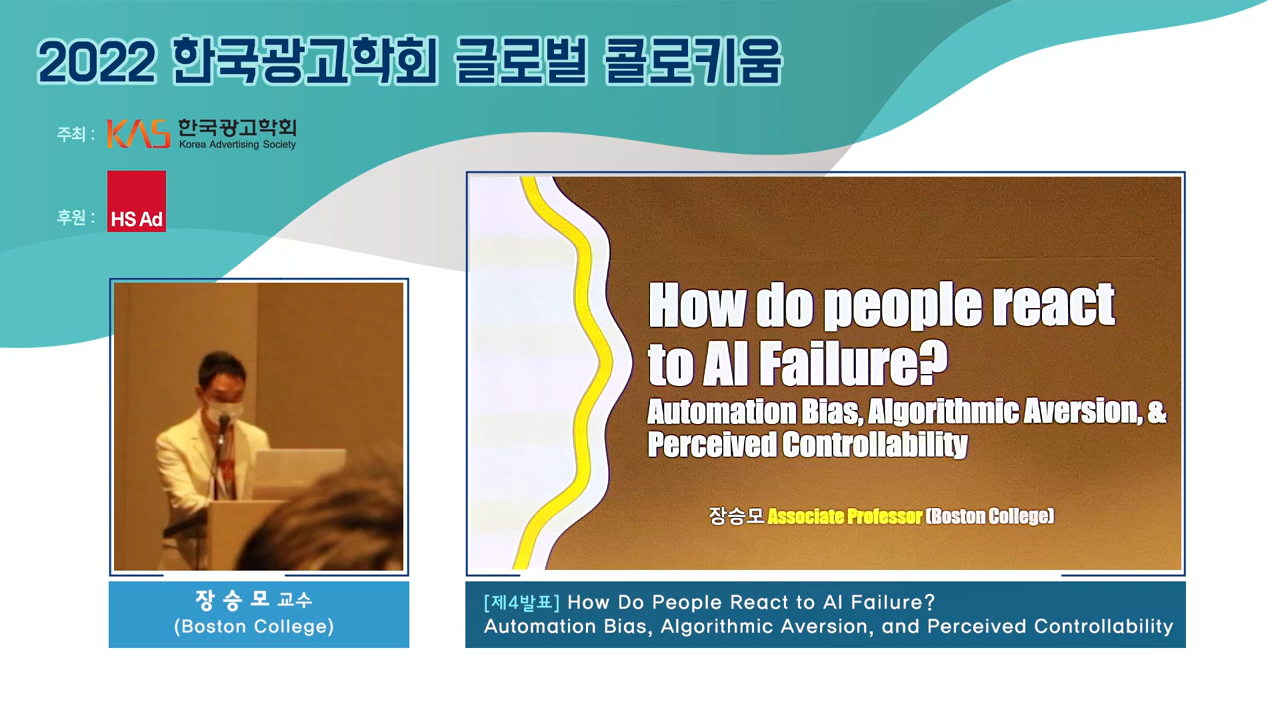 2022 한국광고학회 글로벌 콜로키움
주최 : KAS 한국광고학회
Korea Advertising Society
후원 : HS Ad
How do people react
to AI Failure?
Automation Bias, Algorithmic Aversion, &
Perceived Controllability
장승모 Associate Professor (Boston College)
장 승 모 교수
(Boston College)
[제4발표] How Do People React to AI Failure?
Automation Bias, Algorithmic Aversion, and Perceived Controllability